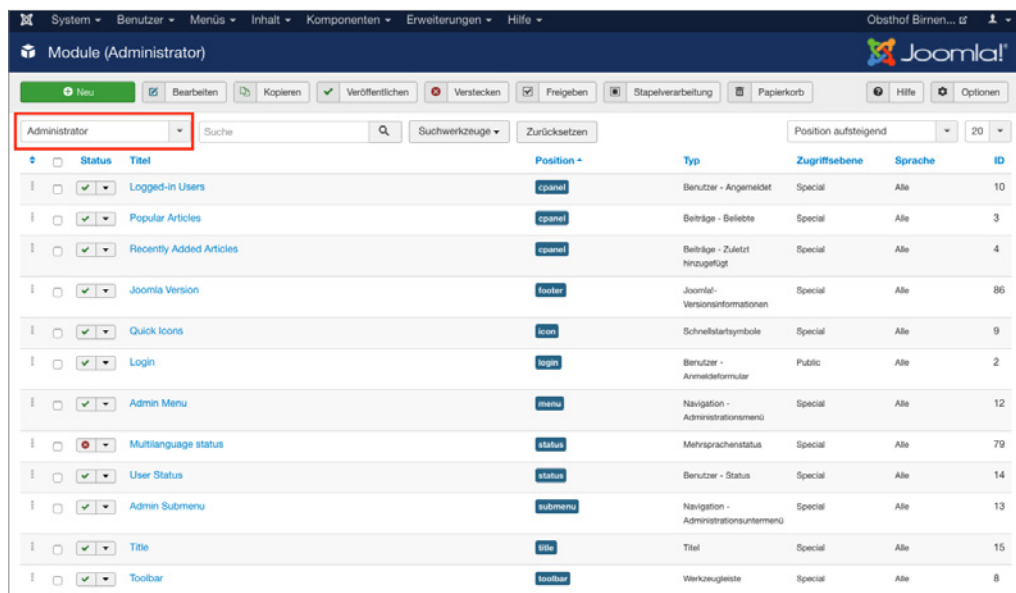 System Benutzer Menüs Inhalt Komponenten Erweiterungen Hilfe Obsthof Birnen...
Module (Administrator) Joomla!
Neu Bearbeiten Kopieren Veröffentlichen Verstecken Freigeben Stapelverarbeitung Papierkorb Hilfe Optionen
Administrator Suche Suchwerkzeuge Zurücksetzen Position aufsteigend 20
Status Titel Position Typ Zugriffsebene Sprache ID
Logged-in Users cpanel Benutzer - Angemeldet Special Alle 10
Popular Articles cpanel Beiträge - Beliebte Special Alle 3
Recently Added Articles cpanel Beiträge - Zuletzt Special Alle 4
hinzugefügt
Joomla Version footer Joomla!- Special Alle 86
Versionsinformationen
Quick Icons icon Schnellstartsymbole Special Alle 9
Login login Benutzer - Public Alle 2
Anmeldeformular
Admin Menu menu Navigation - Special Alle 12
Administrationsmenü
Multilanguage status status Mehrsprachenstatus Special Alle 79
User Status status Benutzer - Status Special Alle 14
Admin Submenu submenu Navigation - Special Alle 13
Administrationsuntermenü
Title title Titel Special Alle 15
Toolbar toolbar Werkzeugleiste Special Alle 8